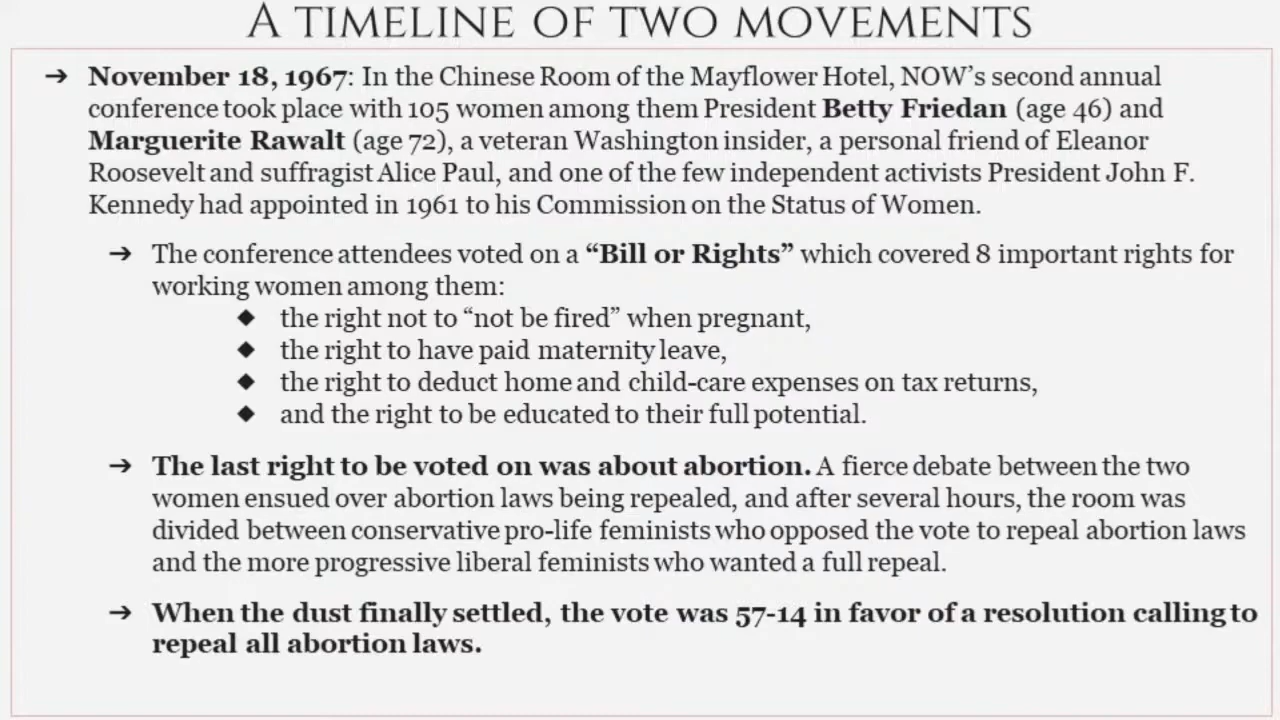 A TIMELINE OF TWO MOVEMENTS
➔ November 18, 1967: In the Chinese Room of the Mayflower Hotel, NOW’s second annual
conference took place with 105 women among them President Betty Friedan (age 46) and
Marguerite Rawalt (age 72), a veteran Washington insider, a personal friend of Eleanor
Roosevelt and suffragist Alice Paul, and one of the few independent activists President John F.
Kennedy had appointed in 1961 to his Commission on the Status of Women.
➔ The conference attendees voted on a “Bill or Rights” which covered 8 important rights for
working women among them:
◆ the right not to “not be fired” when pregnant,
◆ the right to have paid maternity leave,
◆ the right to deduct home and child-care expenses on tax returns,
◆ and the right to be educated to their full potential.
➔ The last right to be voted on was about abortion. A fierce debate between the two
women ensued over abortion laws being repealed, and after several hours, the room was
divided between conservative pro-life feminists who opposed the vote to repeal abortion laws
and the more progressive liberal feminists who wanted a full repeal.
➔ When the dust finally settled, the vote was 57-14 in favor of a resolution calling to
repeal all abortion laws.